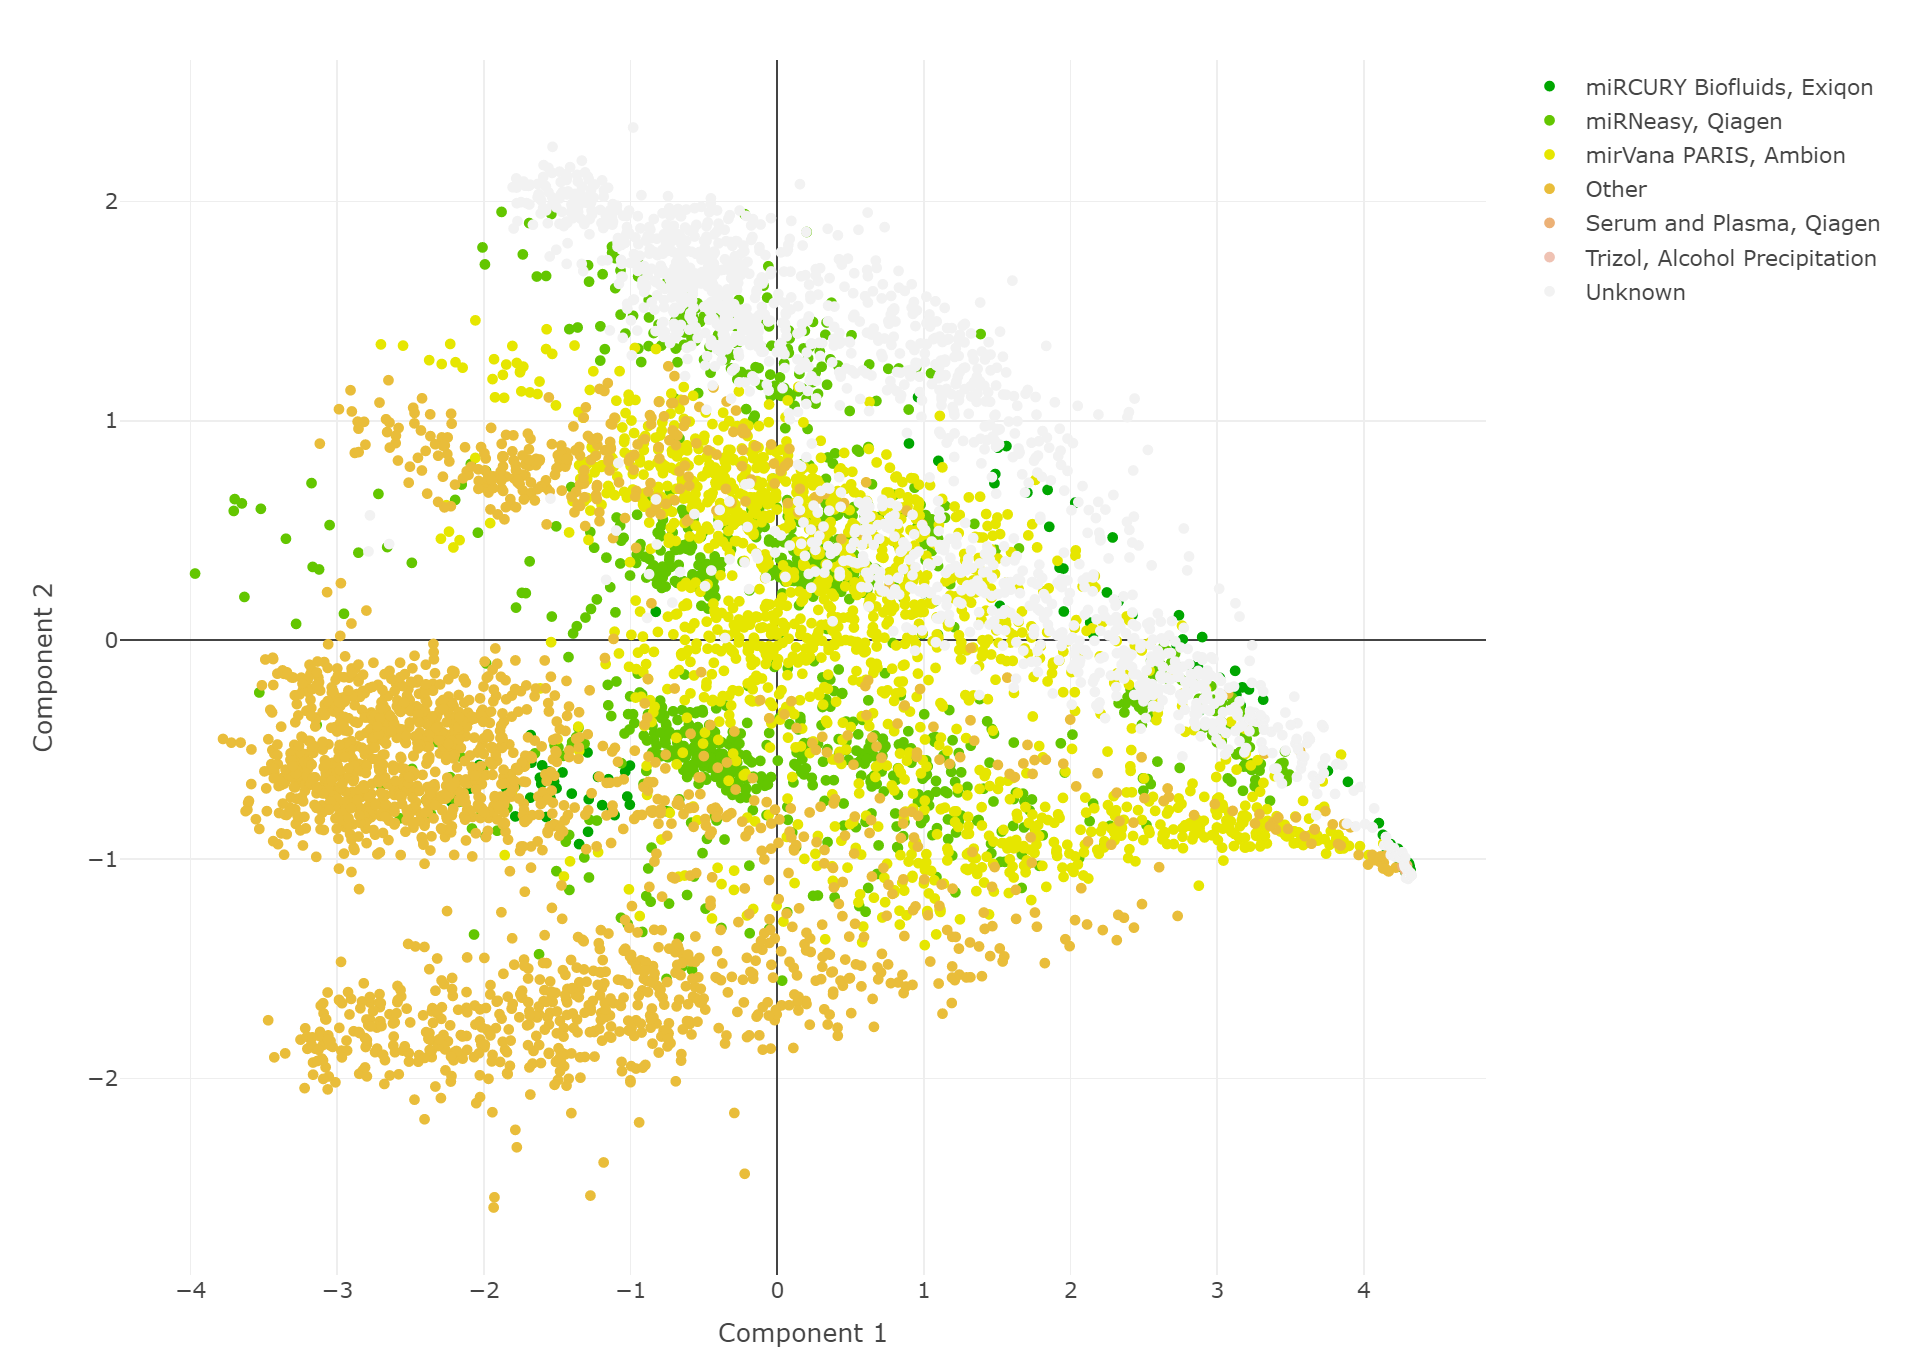 miRCURY Biofluids, Exiqon
miRNeasy, Qiagen
mirVana PARIS, Ambion
Other
Serum and Plasma, Qiagen
Trizol, Alcohol Precipitation
Unknown
2
1
0
−1
−2
Component 2
−4 −3 −2 −1 0 1 2 3 4
Component 1